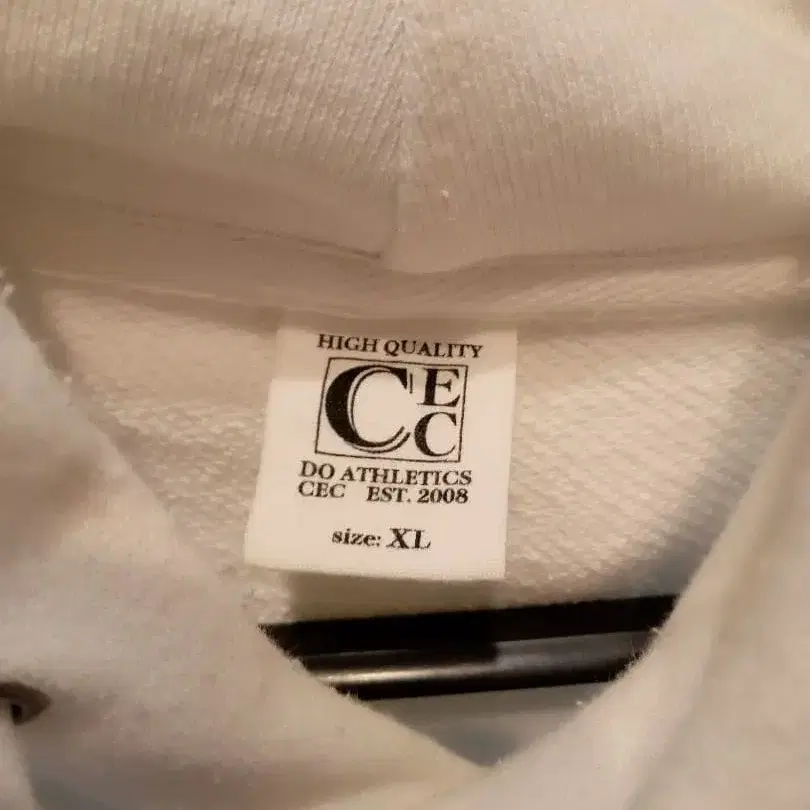 HIGH QUALITY
CEC
DO ATHLETICS
CEC EST. 2008
size: XL